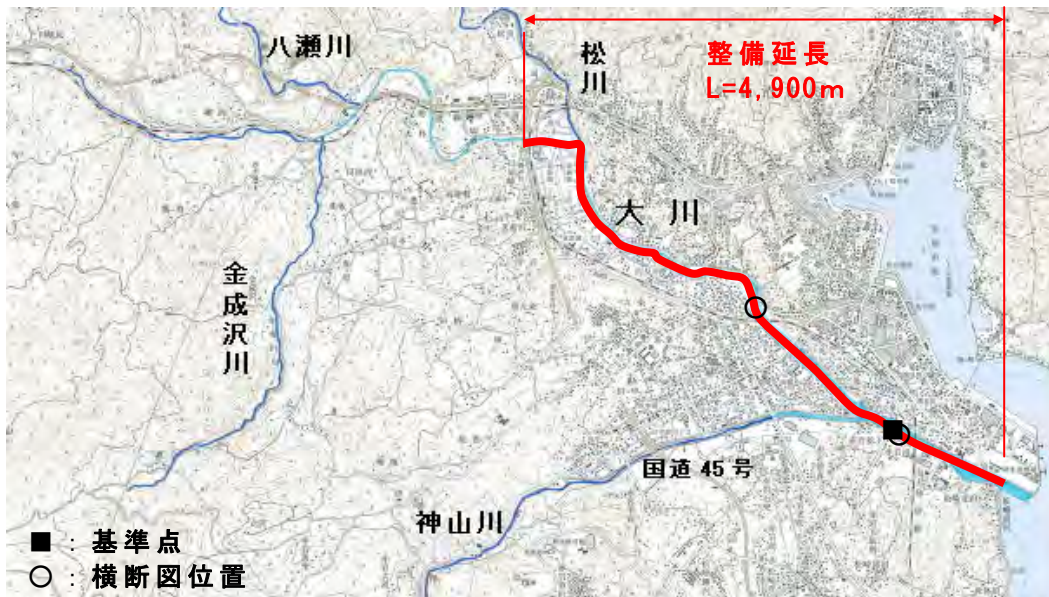 八瀬川
松川
整備延長
L=4,900m
大川
金成沢川
国道45号
神山川
■ : 基準点
○ : 横断図位置